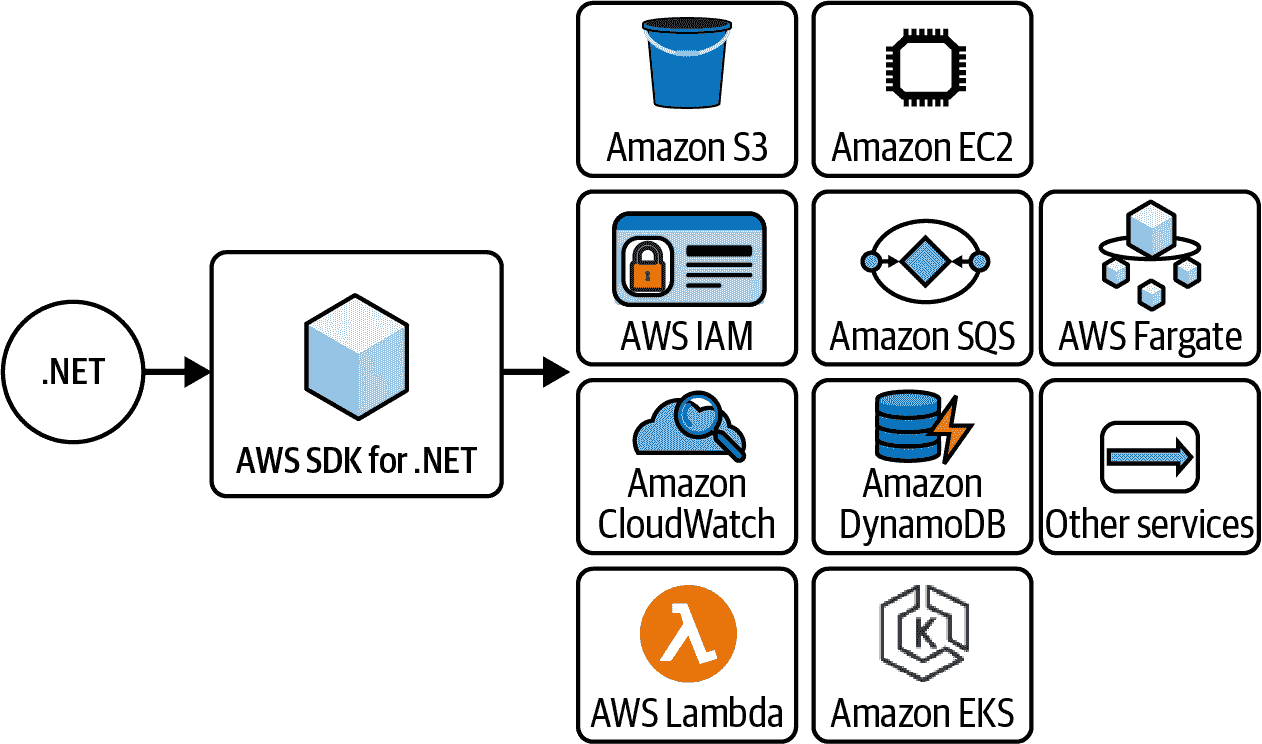 .NET
AWS SDK for .NET
Amazon S3
Amazon EC2
AWS IAM
Amazon SQS
AWS Fargate
Amazon
CloudWatch
Amazon
DynamoDB
Other services
λ
AWS Lambda
K
Amazon EKS